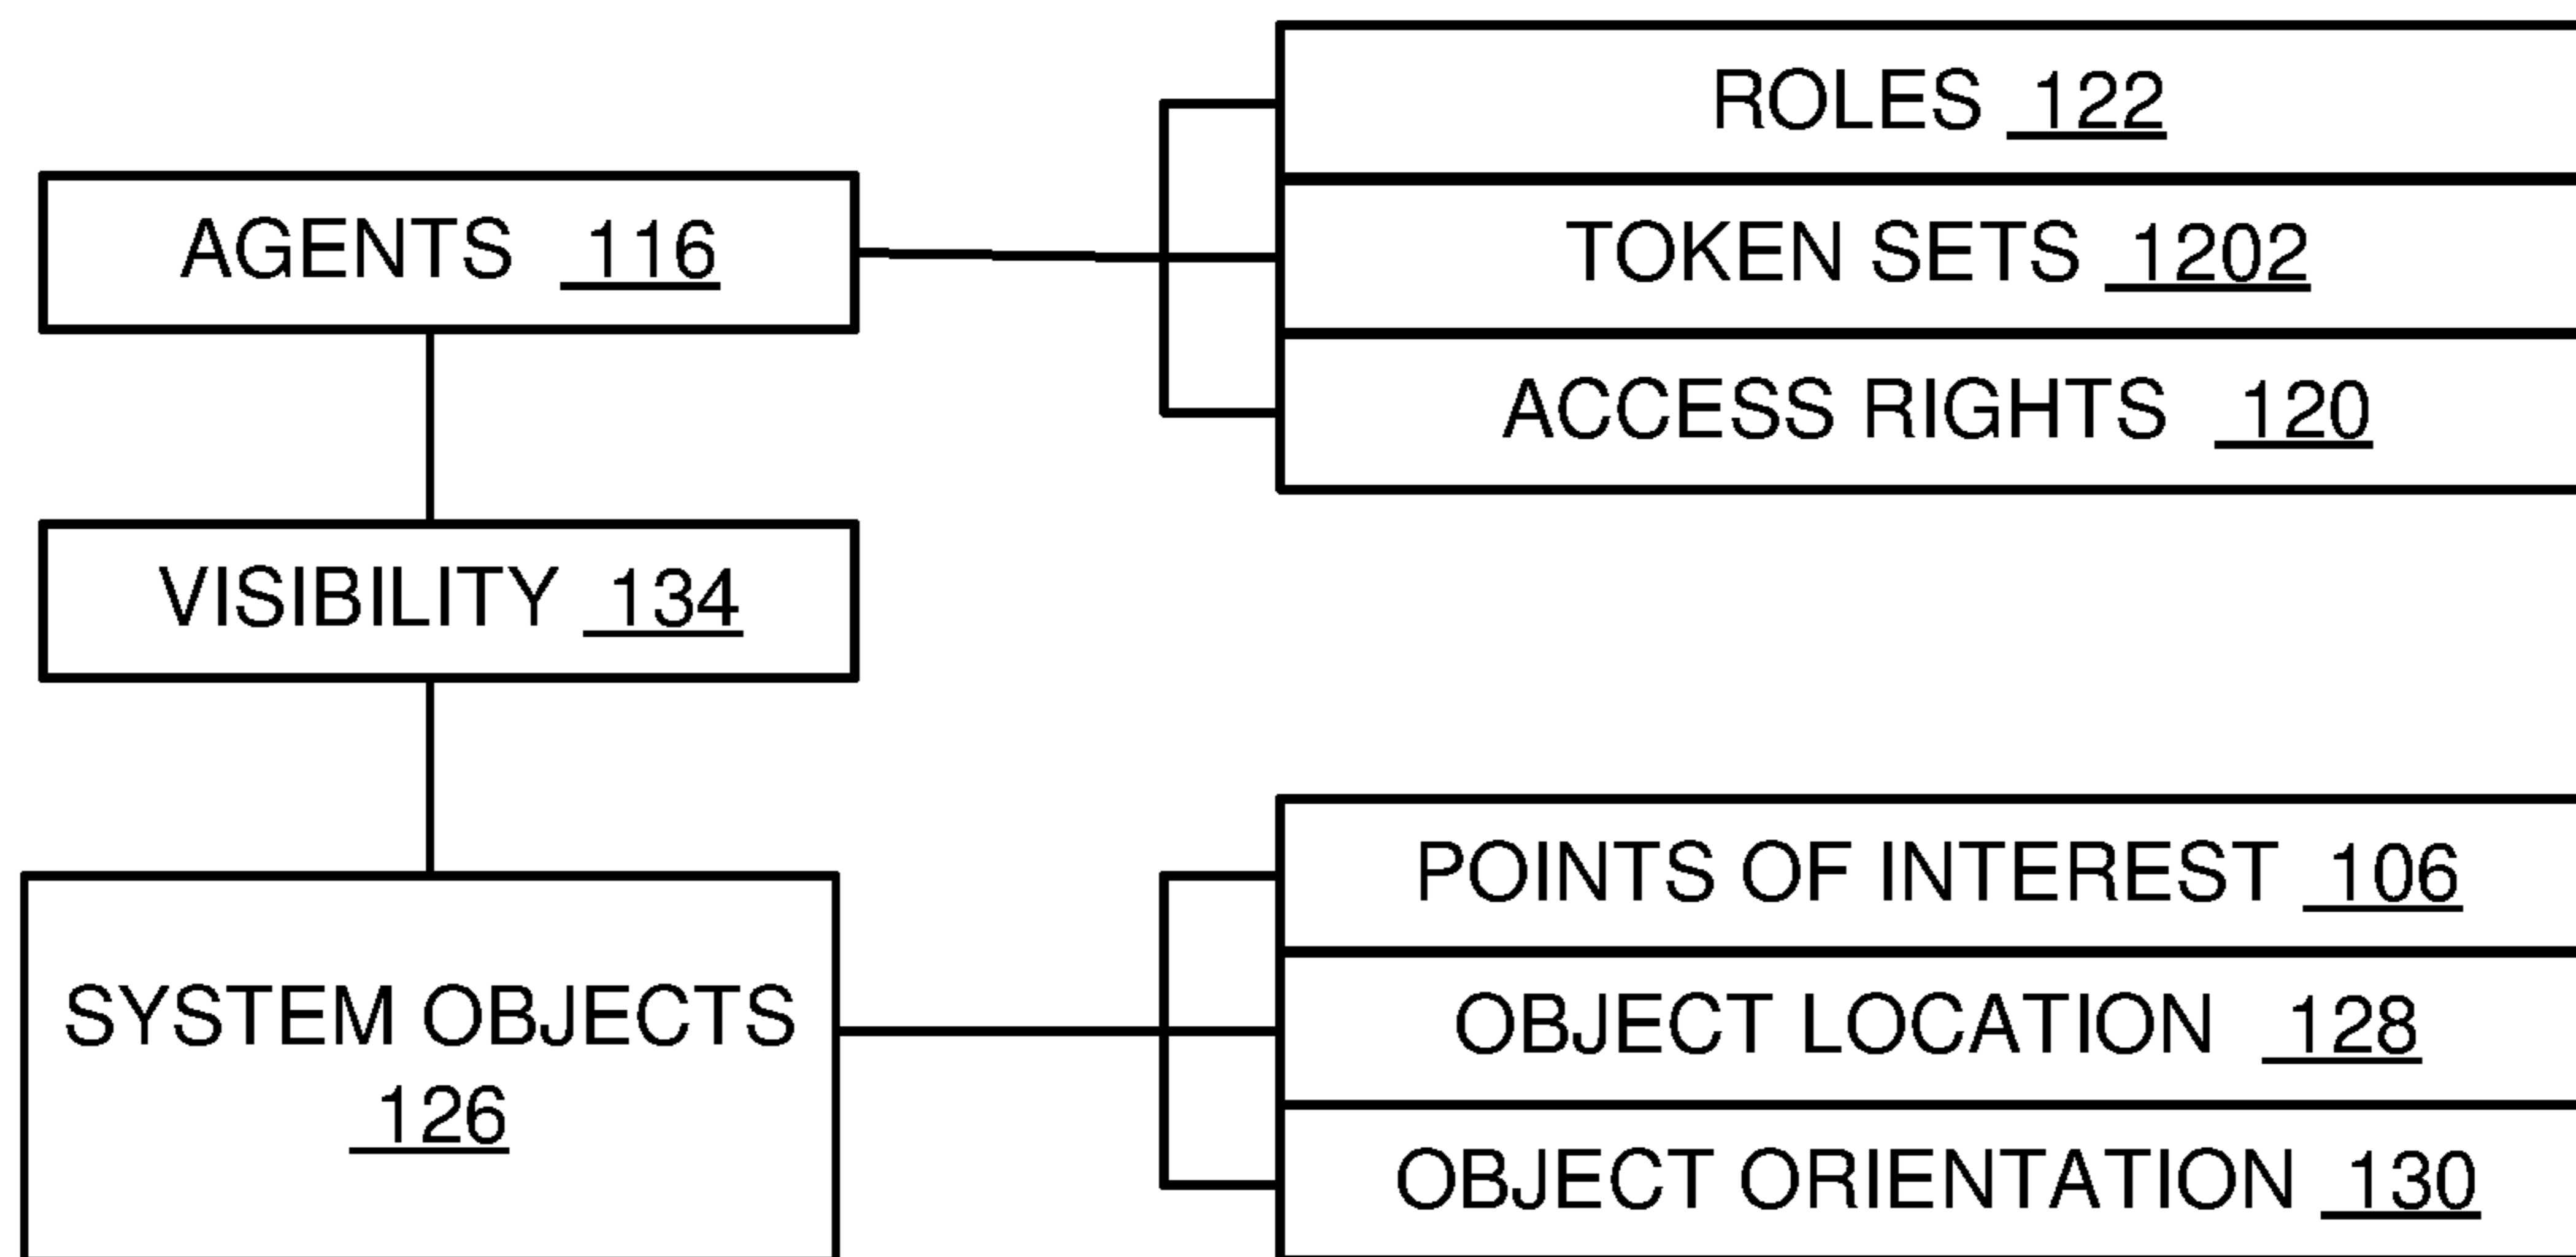 ROLES 122
AGENTS 116
TOKEN SETS 1202
ACCESS RIGHTS 120
VISIBILITY 134
POINTS OF INTEREST 106
SYSTEM OBJECTS
126
OBJECT LOCATION 128
OBJECT ORIENTATION 130